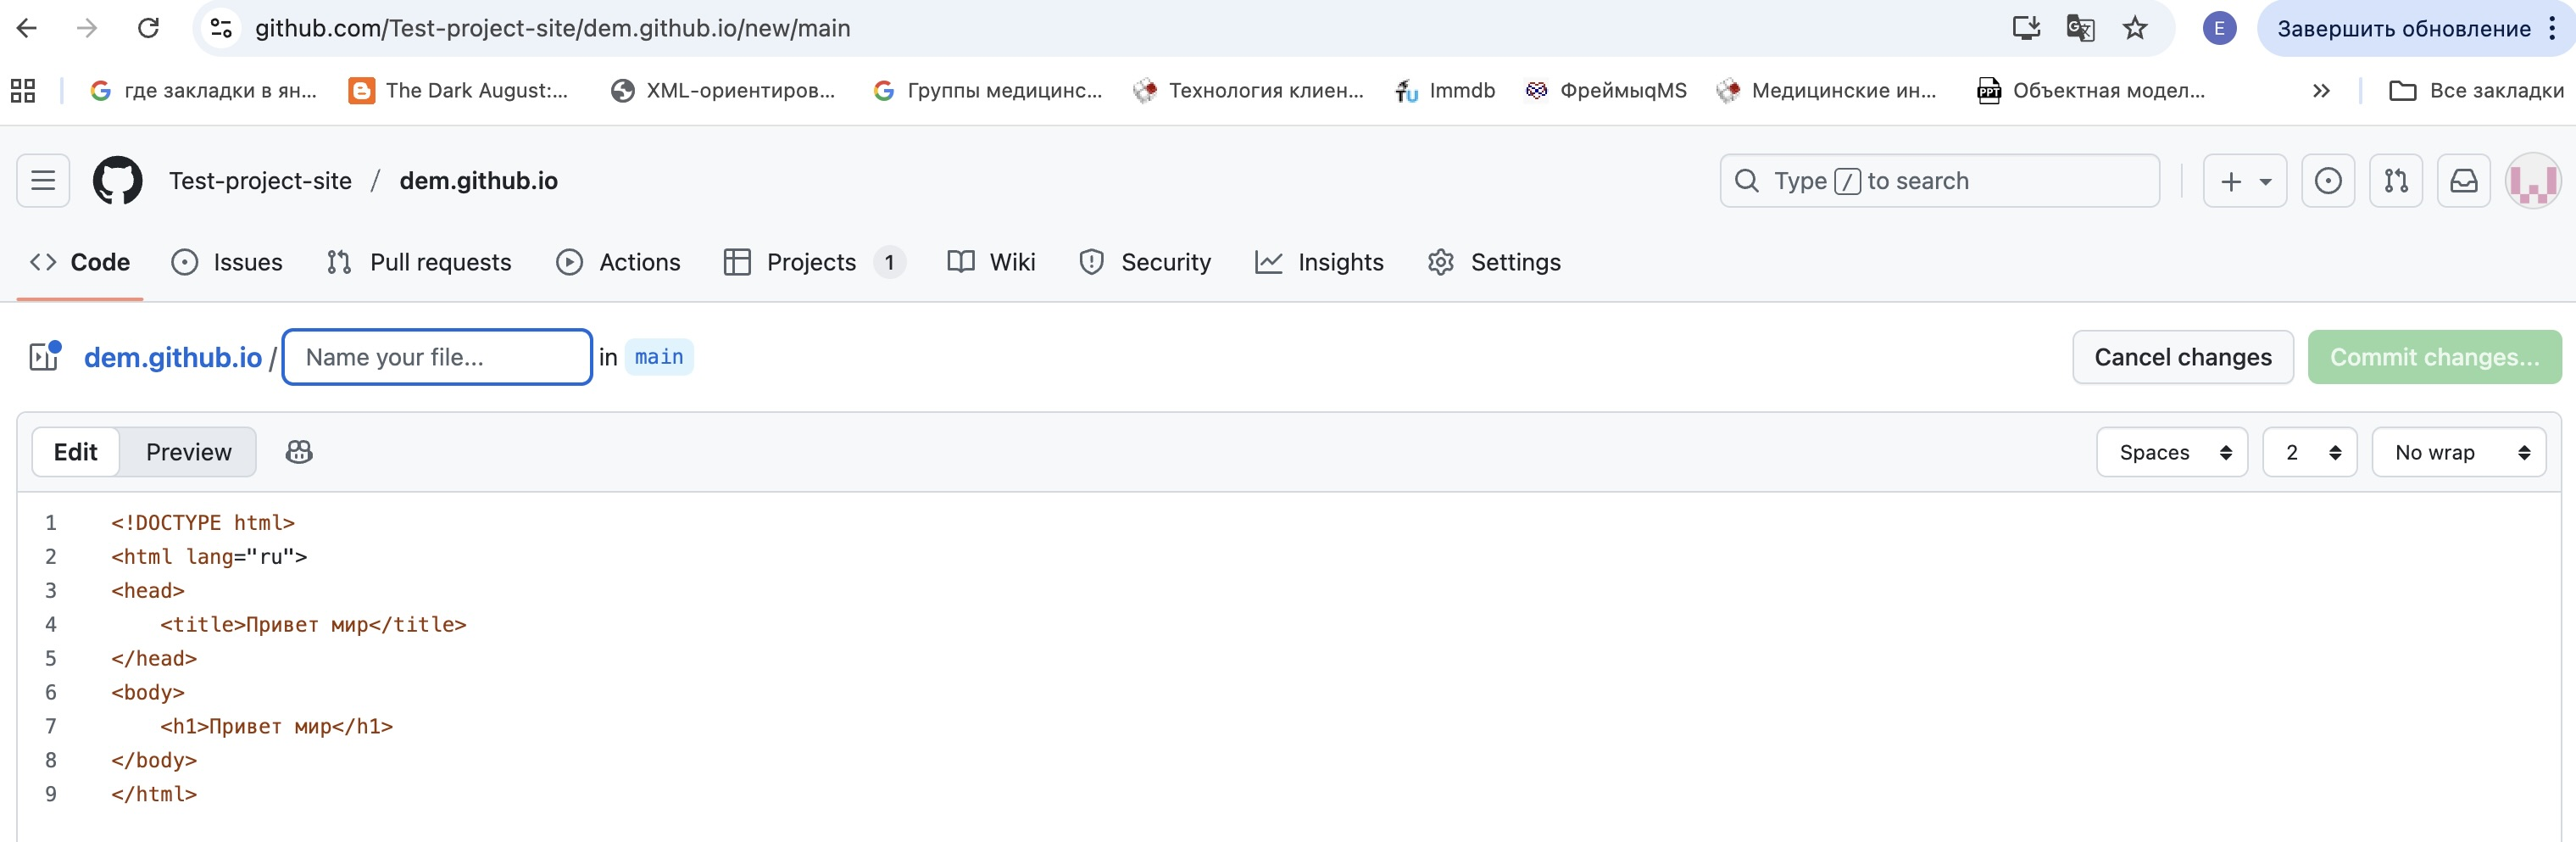 github.com/Test-project-site/dem.github.io/new/main
E
Завершить обновление
где закладки в ян...
The Dark August:...
XML-ориентиров...
Группы медицинс...
Технология клиен...
Immdb
ФреймыqMS
Медицинские ин...
Объектная модел...
Все закладки
Test-project-site / dem.github.io
Type / to search
Code
Issues
Pull requests
Actions
Projects 1
Wiki
Security
Insights
Settings
dem.github.io / Name your file... in main
Cancel changes
Commit changes...
Edit
Preview
Spaces
2
No wrap
1 <!DOCTYPE html>
2 <html lang="ru">
3 <head>
4 <title>Привет мир</title>
5 </head>
6 <body>
7 <h1>Привет мир</h1>
8 </body>
9 </html>